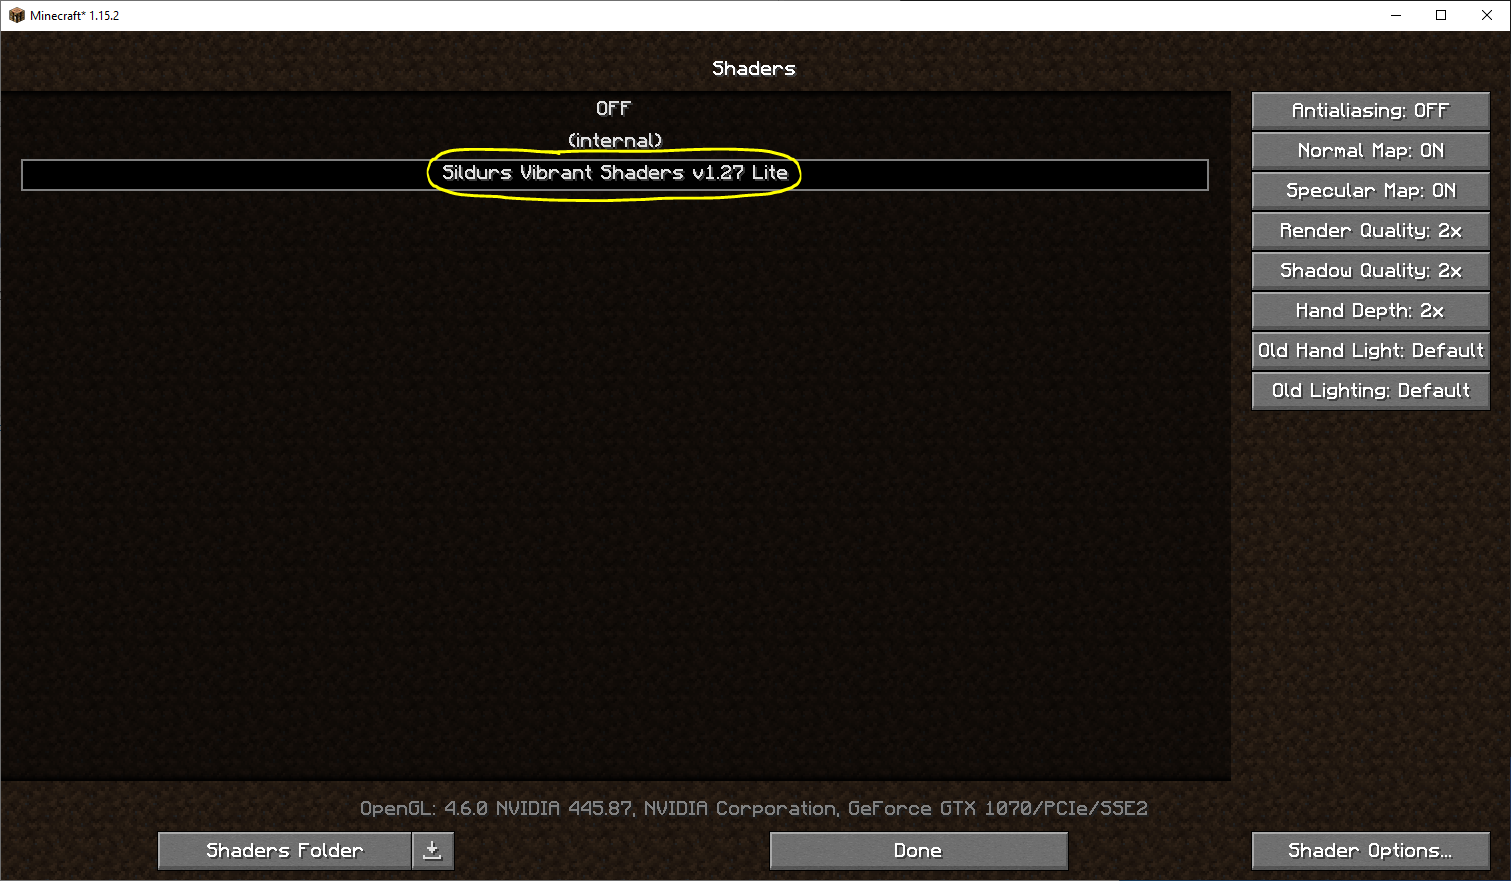 Minecraft* 1.15.2
Shaders
OFF
(internal)
Sildurs Vibrant Shaders v1.27 Lite
Antialiasing: OFF
Normal Map: ON
Specular Map: ON
Render Quality: 2x
Shadow Quality: 2x
Hand Depth: 2x
Old Hand Light: Default
Old Lighting: Default
OpenGL: 4.6.0 NVIDIA 445.87, NVIDIA Corporation, GeForce GTX 1070/PCIe/SSE2
Shaders Folder
Done
Shader Options...